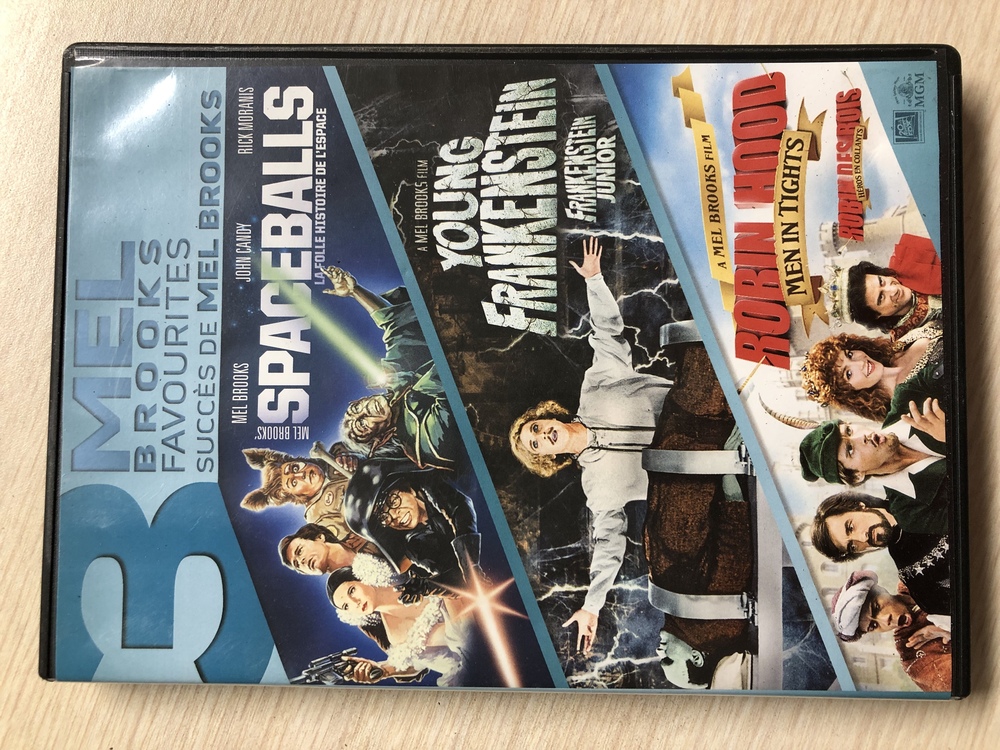 3
MEL
BROOKS
FAVOURITES
SUCCÈS DE MEL BROOKS
MEL BROOKS JOHN CANDY RICK MORANIS
MEL BROOKS'
SPACEBALLS
LA FOLLE HISTOIRE DE L'ESPACE
A MEL BROOKS FILM
YOUNG
FRANKENSTEIN
FRANKENSTEIN
JUNIOR
A MEL BROOKS FILM
ROBIN HOOD
MEN IN TIGHTS
ROBIN DES BOIS
HÉROS EN COLLANTS
MGM